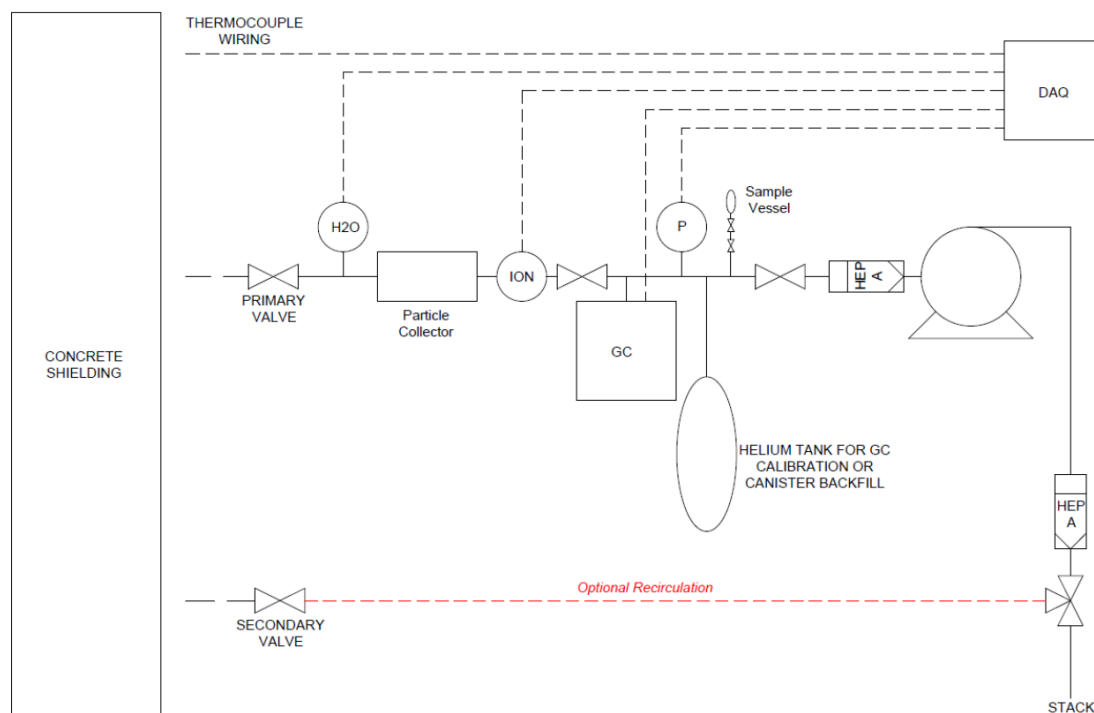 THERMOCOUPLE
WIRING
DAQ
Sample
Vessel
H2O
P
ION
HEP
A
PRIMARY
VALVE
Particle
Collector
GC
CONCRETE
SHIELDING
HELIUM TANK FOR GC
CALIBRATION OR
CANISTER BACKFILL
HEP
A
Optional Recirculation
SECONDARY
VALVE
STACK